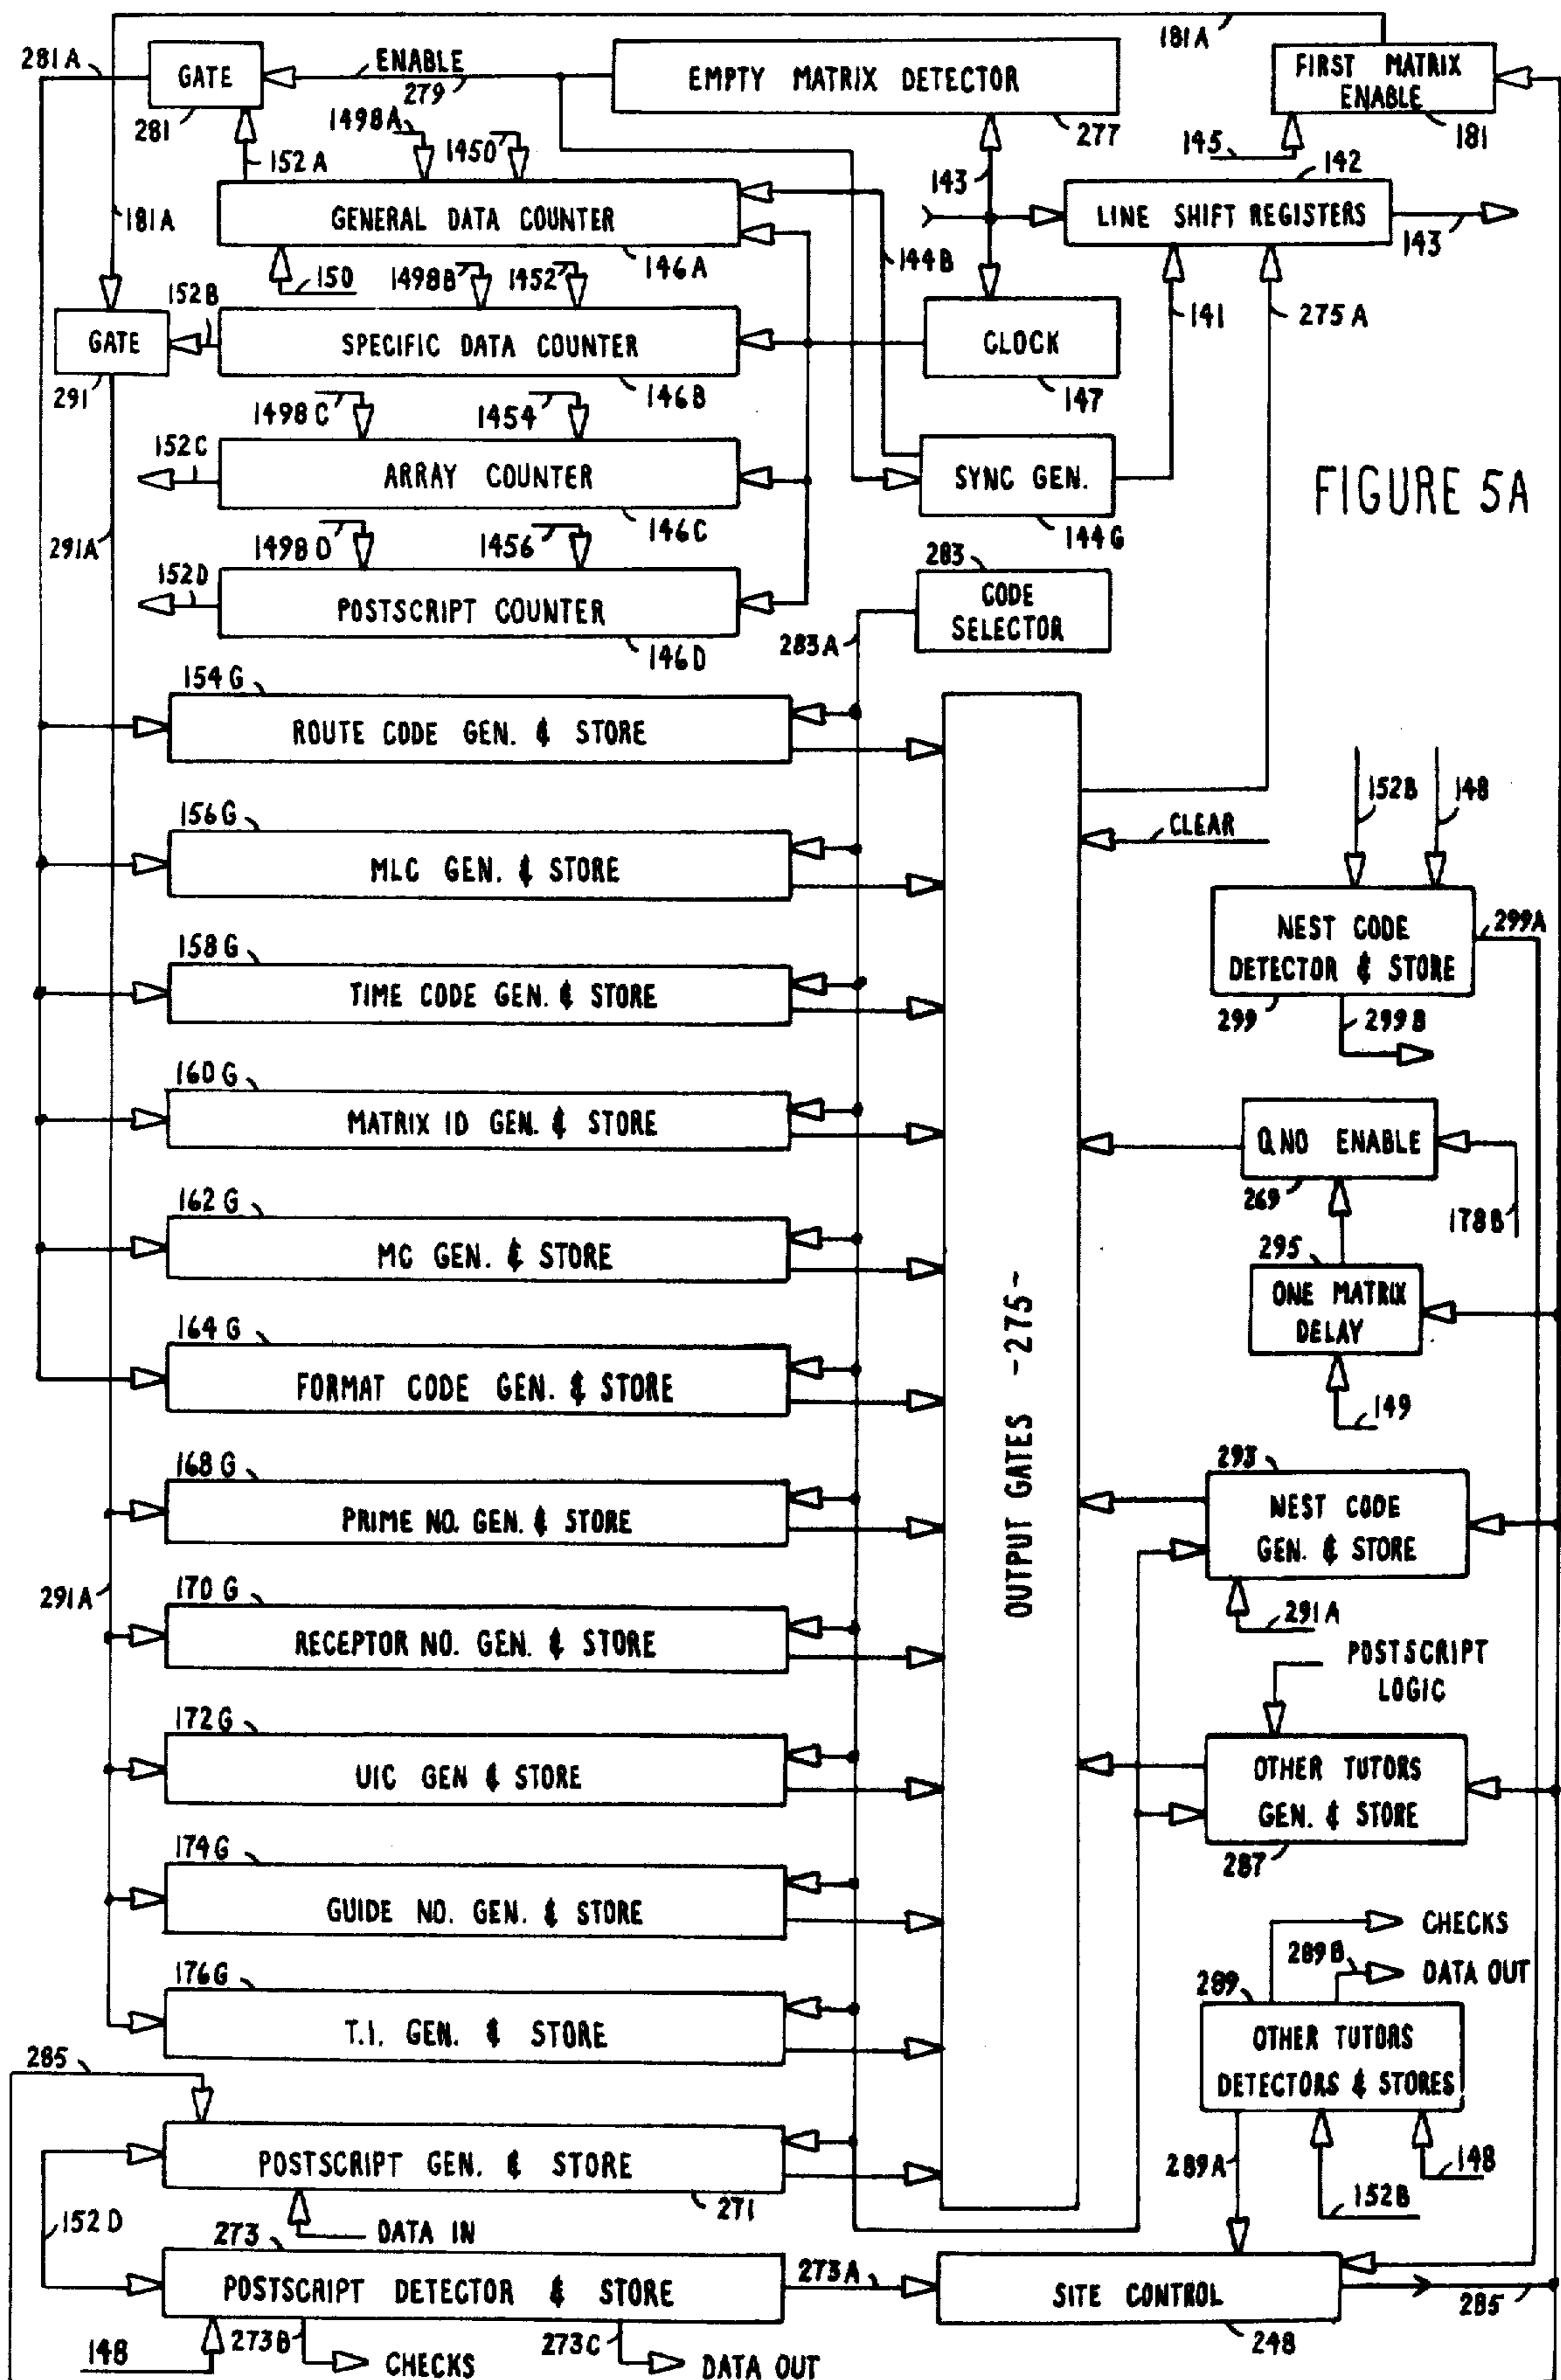 181A
281A
GATE
281
ENABLE
279
EMPTY MATRIX DETECTOR
277
FIRST MATRIX
ENABLE
181
145
1498A
1450
152A
143
142
181A
GENERAL DATA COUNTER
146A
144B
LINE SHIFT REGISTERS
143
150
1498B
1452
141
275A
152B
GATE
291
SPECIFIC DATA COUNTER
146B
CLOCK
147
1498C
1454
152C
ARRAY COUNTER
146C
SYNC GEN.
144G
FIGURE 5A
291A
1498D
1456
152D
POSTSCRIPT COUNTER
146D
283
CODE
SELECTOR
283A
154G
ROUTE CODE GEN. & STORE
152B
148
CLEAR
156G
MLC GEN. & STORE
NEST CODE
DETECTOR & STORE
299A
299
299B
158G
TIME CODE GEN. & STORE
160G
MATRIX ID GEN. & STORE
QNO ENABLE
269
178B
162G
MC GEN. & STORE
295
ONE MATRIX
DELAY
149
164G
FORMAT CODE GEN. & STORE
OUTPUT GATES -275-
168G
PRIME NO. GEN. & STORE
293
NEST CODE
GEN. & STORE
291A
291A
170G
RECEPTOR NO. GEN. & STORE
POSTSCRIPT
LOGIC
172G
UIC GEN & STORE
OTHER TUTORS
GEN. & STORE
287
174G
GUIDE NO. GEN. & STORE
CHECKS
289B
DATA OUT
289
OTHER TUTORS
DETECTORS & STORES
176G
T.I. GEN. & STORE
285
POSTSCRIPT GEN. & STORE
271
289A
148
152B
152D
DATA IN
273
POSTSCRIPT DETECTOR & STORE
273A
SITE CONTROL
248
285
148
273B
CHECKS
273C
DATA OUT